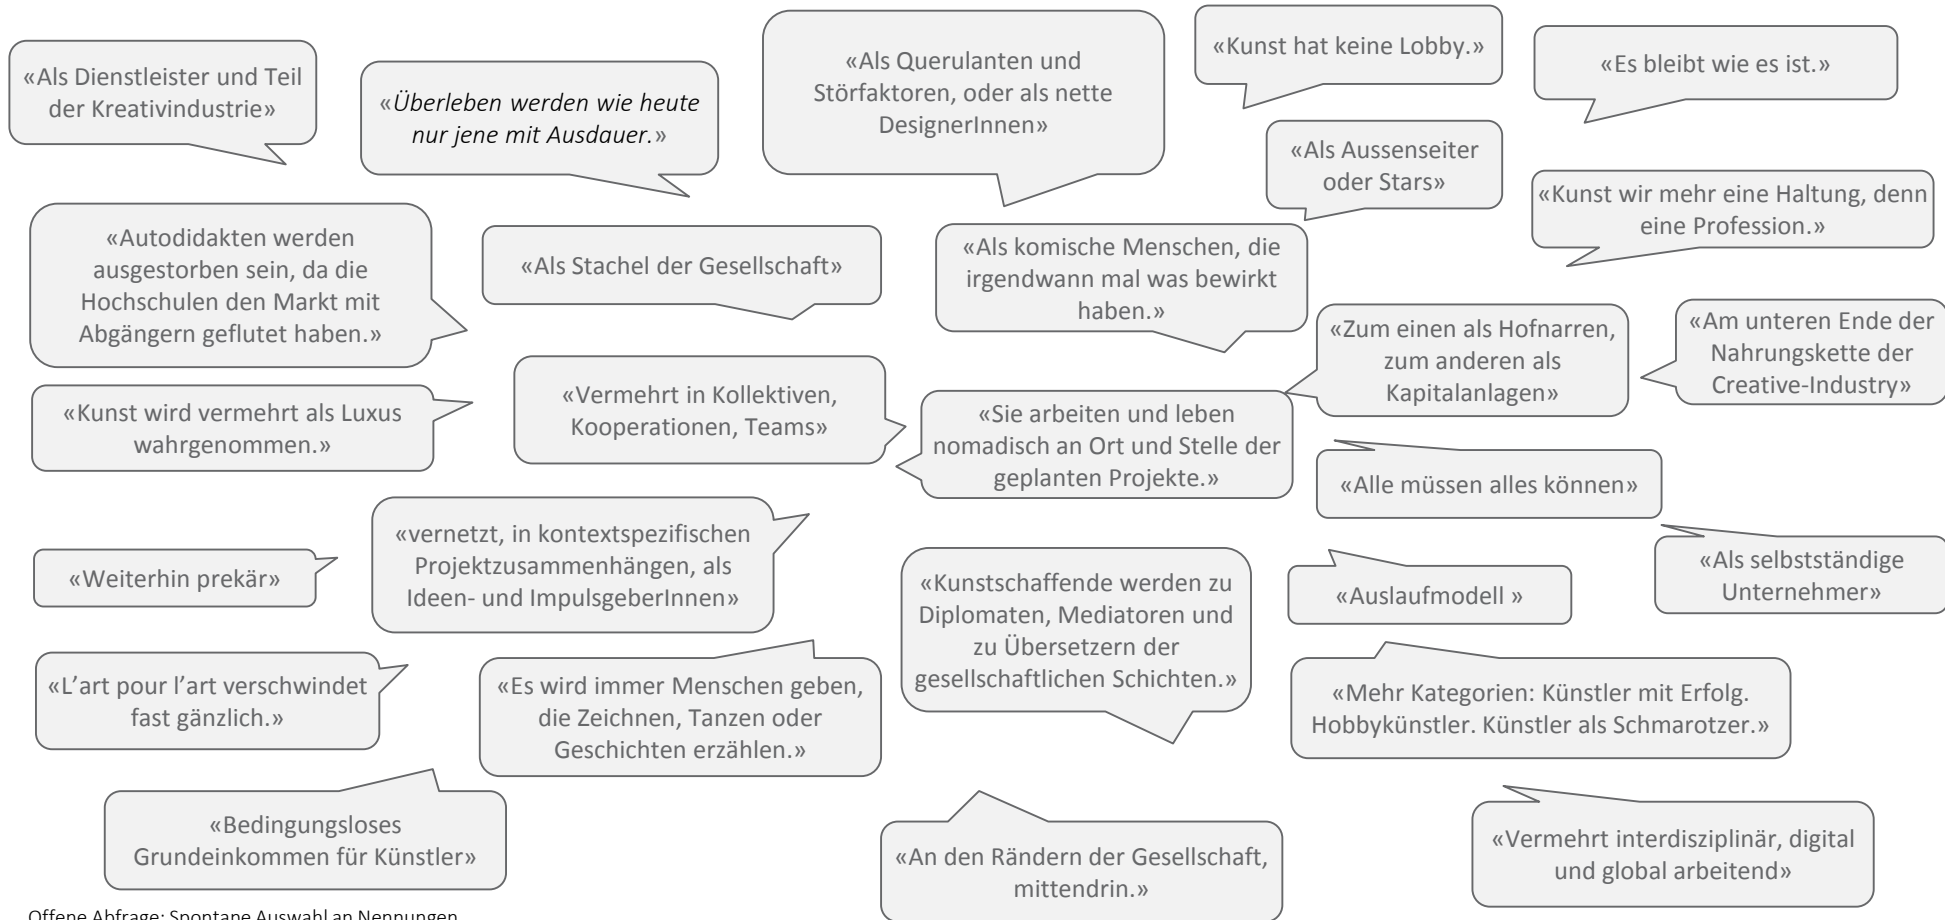 «Als Dienstleister und Teil
der Kreativindustrie»
«Überleben werden wie heute
nur jene mit Ausdauer.»
«Als Querulanten und
Störfaktoren, oder als nette
DesignerInnen»
«Kunst hat keine Lobby.»
«Es bleibt wie es ist.»
«Als Aussenseiter
oder Stars»
«Kunst wir mehr eine Haltung, denn
eine Profession.»
«Autodidakten werden
ausgestorben sein, da die
Hochschulen den Markt mit
Abgängern geflutet haben.»
«Als Stachel der Gesellschaft»
«Als komische Menschen, die
irgendwann mal was bewirkt
haben.»
«Zum einen als Hofnarren,
zum anderen als
Kapitalanlagen»
«Am unteren Ende der
Nahrungskette der
Creative-Industry»
«Kunst wird vermehrt als Luxus
wahrgenommen.»
«Vermehrt in Kollektiven,
Kooperationen, Teams»
«Sie arbeiten und leben
nomadisch an Ort und Stelle der
geplanten Projekte.»
«Alle müssen alles können»
«vernetzt, in kontextspezifischen
Projektzusammenhängen, als
Ideen- und ImpulsgeberInnen»
«Weiterhin prekär»
«Kunstschaffende werden zu
Diplomaten, Mediatoren und
zu Übersetzern der
gesellschaftlichen Schichten.»
«Auslaufmodell »
«Als selbstständige
Unternehmer»
«L’art pour l’art verschwindet
fast gänzlich.»
«Es wird immer Menschen geben,
die Zeichnen, Tanzen oder
Geschichten erzählen.»
«Mehr Kategorien: Künstler mit Erfolg.
Hobbykünstler. Künstler als Schmarotzer.»
«Bedingungsloses
Grundeinkommen für Künstler»
«An den Rändern der Gesellschaft,
mittendrin.»
«Vermehrt interdisziplinär, digital
und global arbeitend»
Offene Abfrage: Spontane Auswahl an Nennungen